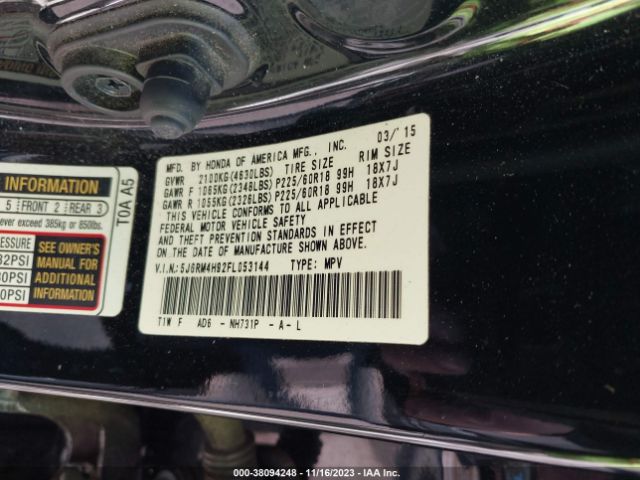 MFD. BY HONDA OF AMERICA MFG., INC. 03/'15
GVWR 2100KG(4630LBS) TIRE SIZE RIM SIZE
GAWR F 1065KG(2348LBS) P225/60R18 99H 18X7J
GAWR R 1055KG(2326LBS) P225/60R18 99H 18X7J
THIS VEHICLE CONFORMS TO ALL APPLICABLE
FEDERAL MOTOR VEHICLE SAFETY
AND THEFT PREVENTION STANDARDS IN EFFECT
ON THE DATE OF MANUFACTURE SHOWN ABOVE.
V.I.N.:5J6RM4H92FL053144 TYPE: MPV
T1W F AD6 - NH731P - A - L
INFORMATION
5 FRONT 2 REAR 3
ever exceed 385kg or 850lbs.
SEE OWNER'S
MANUAL FOR
ADDITIONAL
INFORMATION
TOA A5
000-38094248 - 11/16/2023 - IAA Inc.